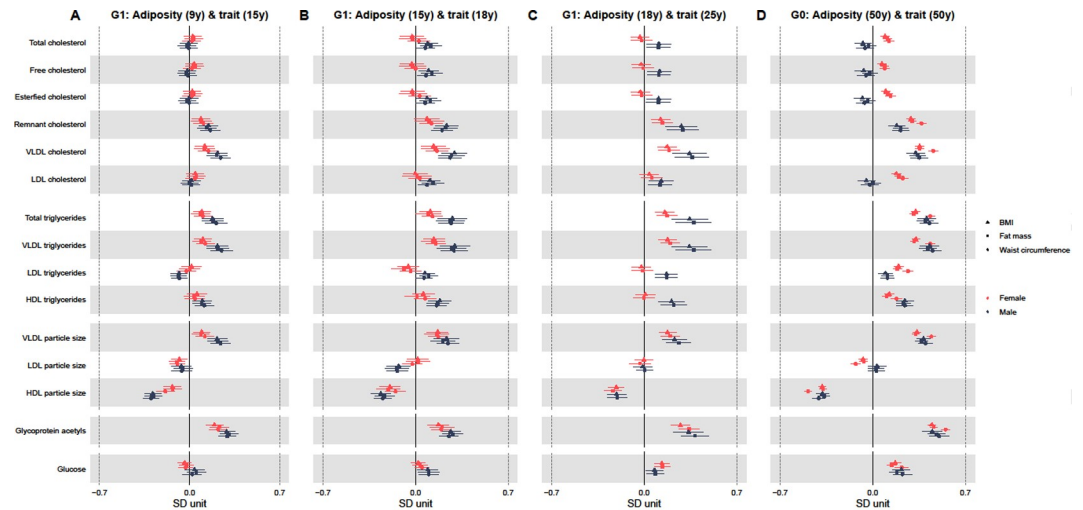 A G1: Adiposity (9y) & trait (15y) B G1: Adiposity (15y) & trait (18y) C G1: Adiposity (18y) & trait (25y) D G0: Adiposity (50y) & trait (50y)
Total cholesterol
Free cholesterol
Esterfied cholesterol
Remnant cholesterol
VLDL cholesterol
LDL cholesterol
Total triglycerides
VLDL triglycerides
LDL triglycerides
HDL triglycerides
VLDL particle size
LDL particle size
HDL particle size
Glycoprotein acetyls
Glucose
−0.7 0.0 0.7 −0.7 0.0 0.7 −0.7 0.0 0.7 −0.7 0.0 0.7
SD unit SD unit SD unit SD unit
BMI
Fat mass
Waist circumference
Female
Male